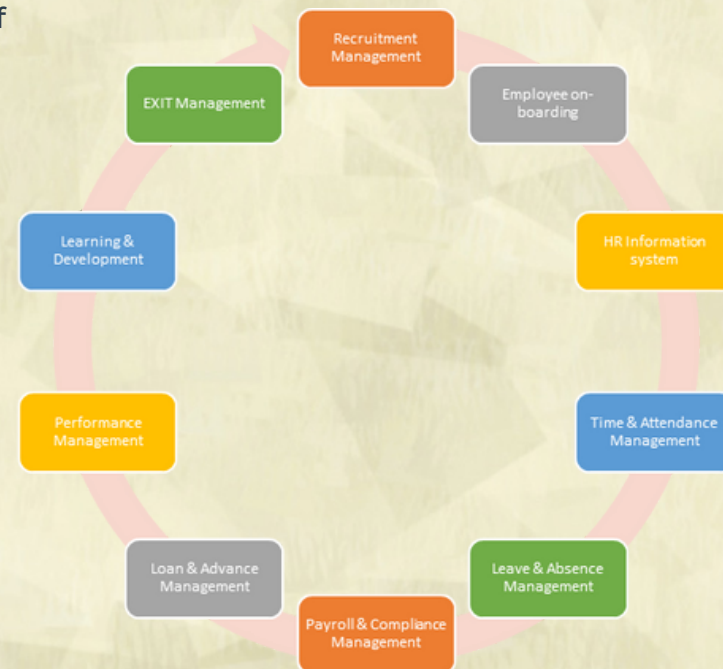 f
Recruitment
Management
Employee on-
boarding
HR Information
system
Time & Attendance
Management
Leave & Absence
Management
Payroll & Compliance
Management
Loan & Advance
Management
Performance
Management
Learning &
Development
EXIT Management